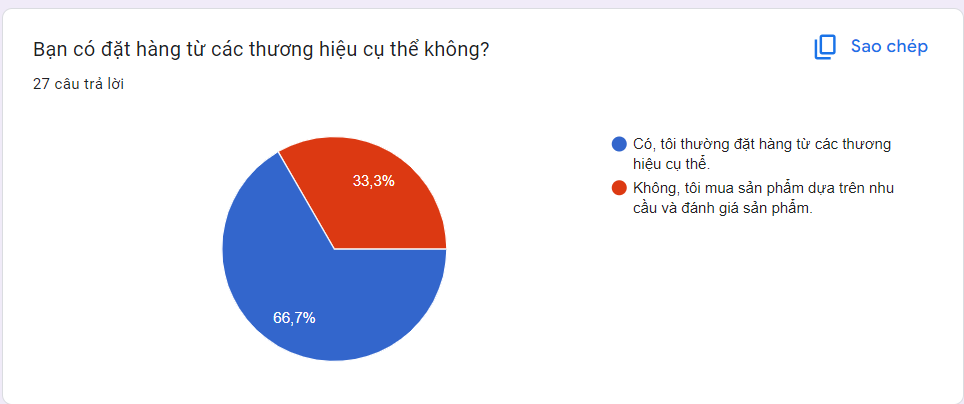 Bạn có đặt hàng từ các thương hiệu cụ thể không?
Sao chép
27 câu trả lời
33,3%
66,7%
Có, tôi thường đặt hàng từ các thương
hiệu cụ thể.
Không, tôi mua sản phẩm dựa trên nhu
cầu và đánh giá sản phẩm.